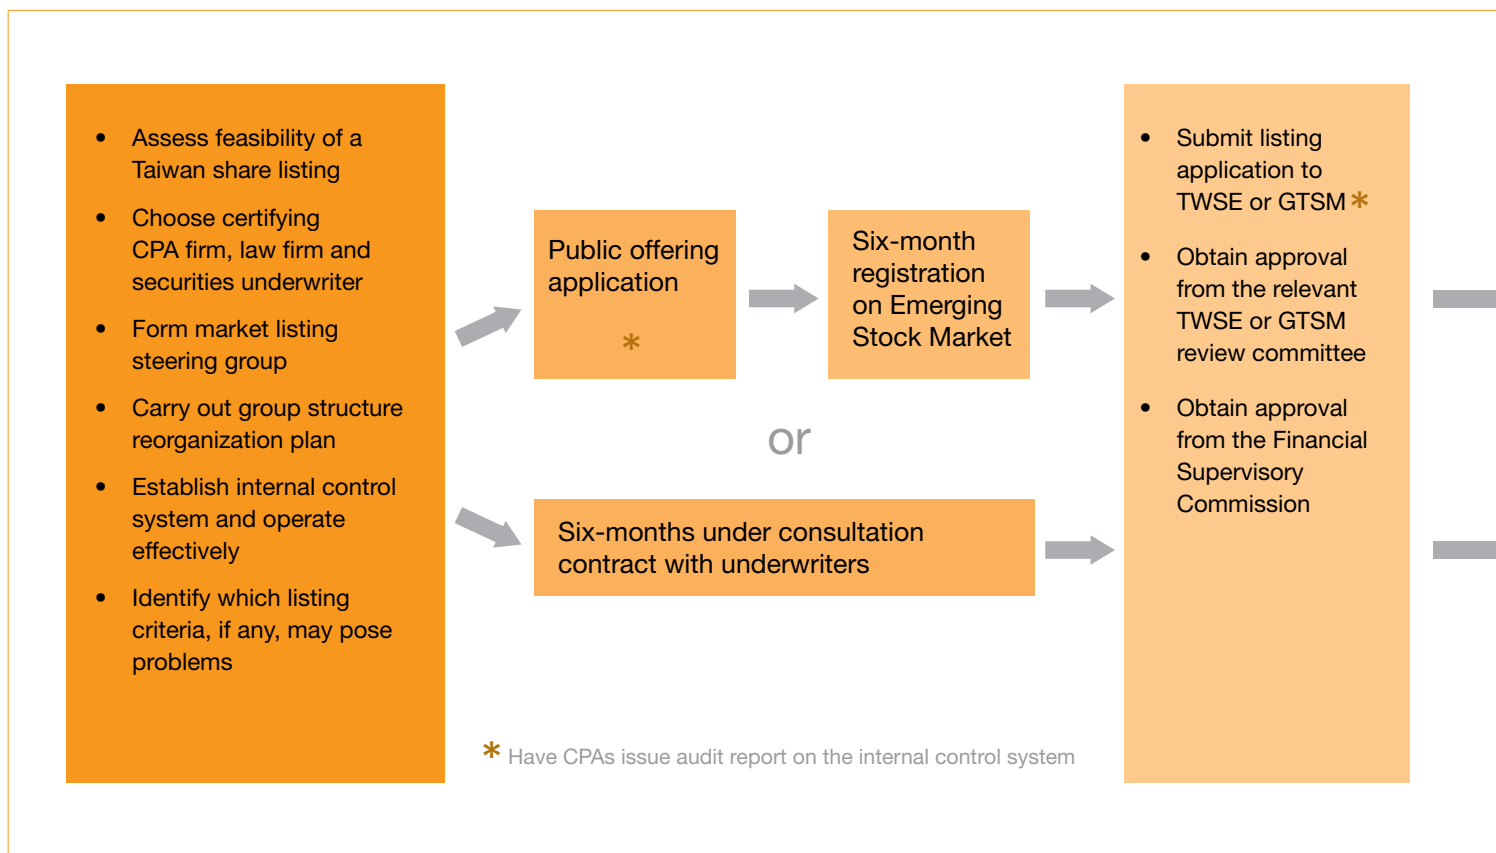 • Assess feasibility of a
Taiwan share listing
• Choose certifying
CPA firm, law firm and
securities underwriter
• Form market listing
steering group
• Carry out group structure
reorganization plan
• Establish internal control
system and operate
effectively
• Identify which listing
criteria, if any, may pose
problems
Public offering
application
*
Six-month
registration
on Emerging
Stock Market
or
Six-months under consultation
contract with underwriters
• Submit listing
application to
TWSE or GTSM *
• Obtain approval
from the relevant
TWSE or GTSM
review committee
• Obtain approval
from the Financial
Supervisory
Commission
* Have CPAs issue audit report on the internal control system